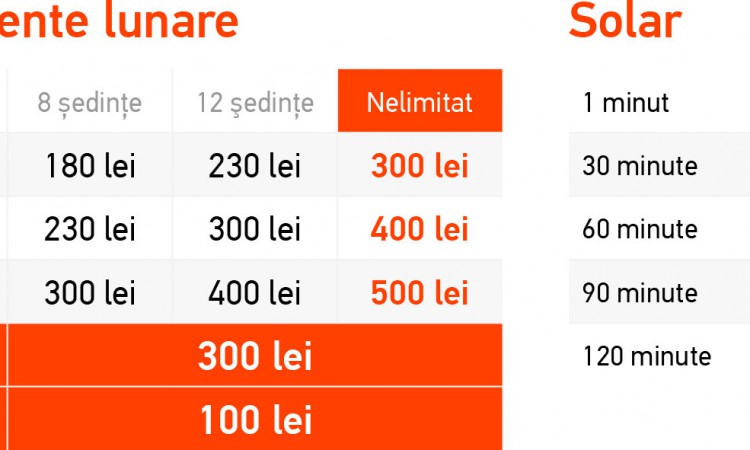 ente lunare
8 ședințe 12 şedințe Nelimitat
180 lei 230 lei 300 lei
230 lei 300 lei 400 lei
300 lei 400 lei 500 lei
300 lei
100 lei
Solar
1 minut
30 minute
60 minute
90 minute
120 minute